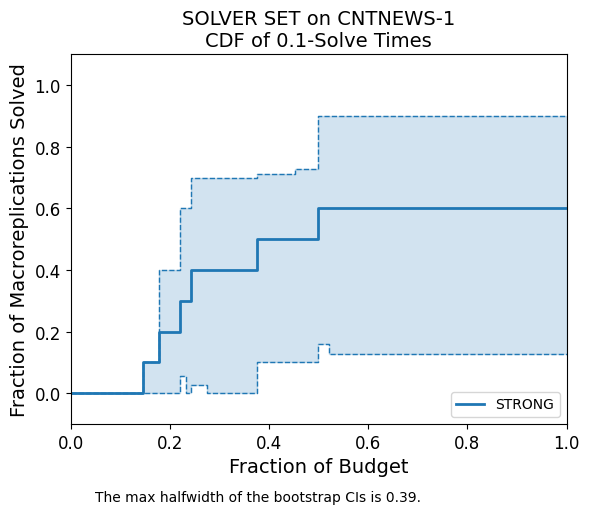 SOLVER SET on CNTNEWS-1
CDF of 0.1-Solve Times
Fraction of Macroreplications Solved
1.0
0.8
0.6
0.4
0.2
0.0
STRONG
0.0 0.2 0.4 0.6 0.8 1.0
Fraction of Budget
The max halfwidth of the bootstrap CIs is 0.39.